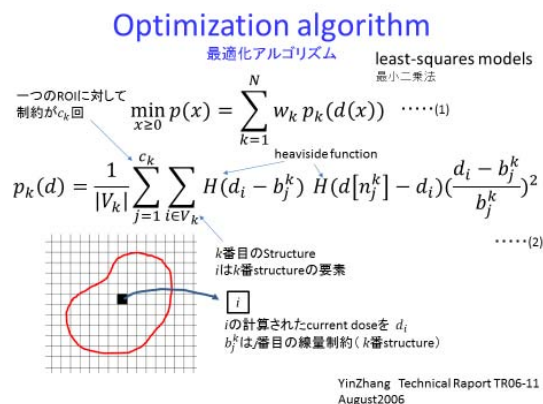 Optimization algorithm
最適化アルゴリズム
least-squares models
最小二乗法
一つのROIに対して
制約がc_k回
min_{x≥0} p(x) = ∑_{k=1}^{N} w_k p_k(d(x)) ・・・・・(1)
heaviside function
p_k(d) = 1/|V_k| ∑_{j=1}^{c_k} ∑_{i∈V_k} H(d_i − b_j^k) H(d[n_j^k] − d_i)((d_i − b_j^k)/b_j^k)^2
・・・・・(2)
k番目のStructure
iはk番structureの要素
i
iの計算されたcurrent doseを d_i
b_j^kはj番目の線量制約( k番structure)
YinZhang Technical Raport TR06-11
August2006